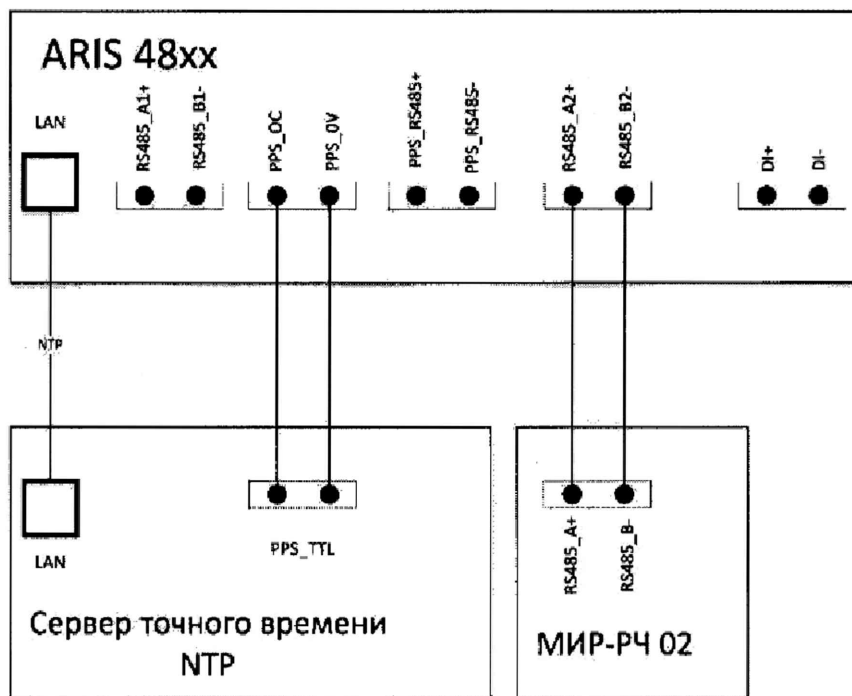 ARIS 48xx
LAN
RS485_A1+
RS485_B1-
PPS_OC
PPS_0V
PPS_RS485+
PPS_RS485-
RS485_A2+
RS485_B2-
DI+
DI-
NTP
LAN
PPS_TTL
RS485_A+
RS485_B-
Сервер точного времени
NTP
МИР-РЧ 02